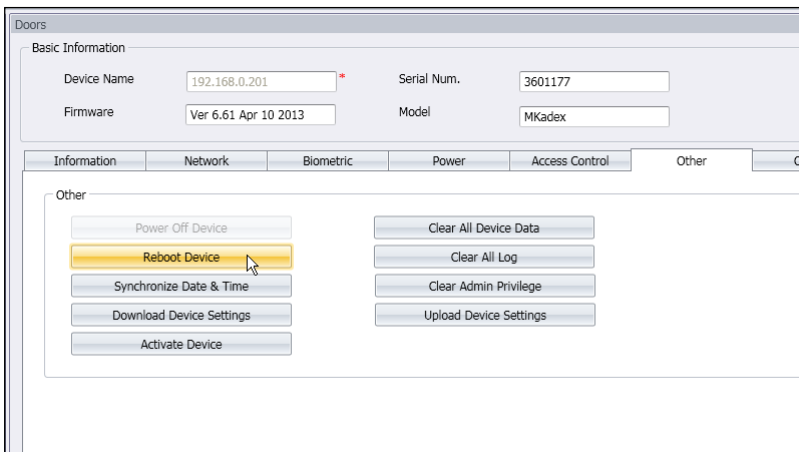 Doors
Basic Information
Device Name 192.168.0.201 * Serial Num. 3601177
Firmware Ver 6.61 Apr 10 2013 Model MKadex
Information Network Biometric Power Access Control Other
Other
Power Off Device Clear All Device Data
Reboot Device Clear All Log
Synchronize Date & Time Clear Admin Privilege
Download Device Settings Upload Device Settings
Activate Device